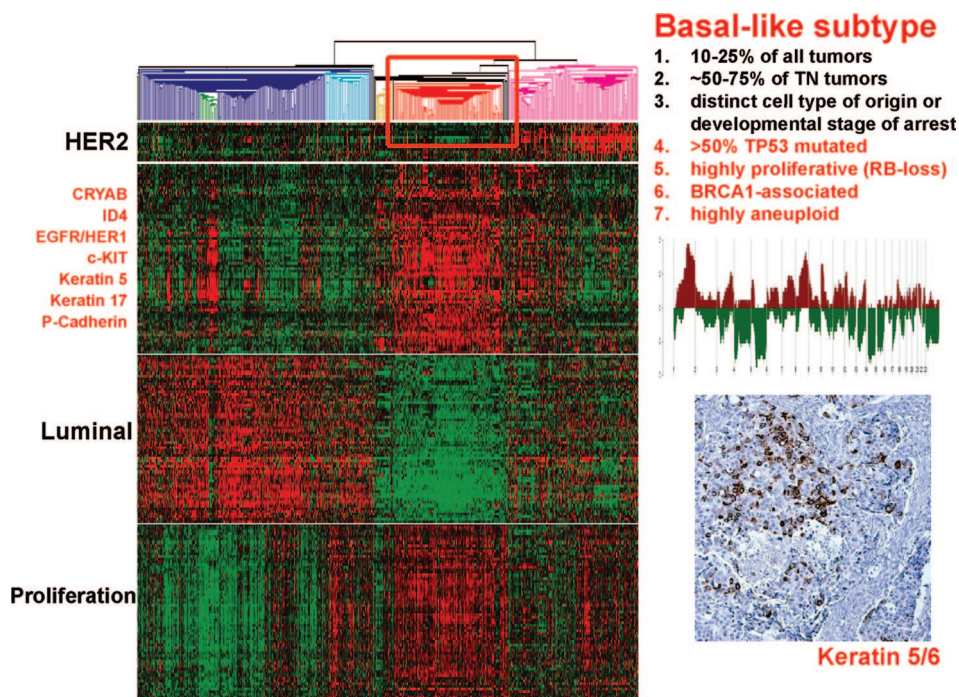 Basal-like subtype
1. 10-25% of all tumors
2. ~50-75% of TN tumors
3. distinct cell type of origin or
developmental stage of arrest
4. >50% TP53 mutated
5. highly proliferative (RB-loss)
6. BRCA1-associated
7. highly aneuploid
HER2
CRYAB
ID4
EGFR/HER1
c-KIT
Keratin 5
Keratin 17
P-Cadherin
Luminal
Proliferation
Keratin 5/6